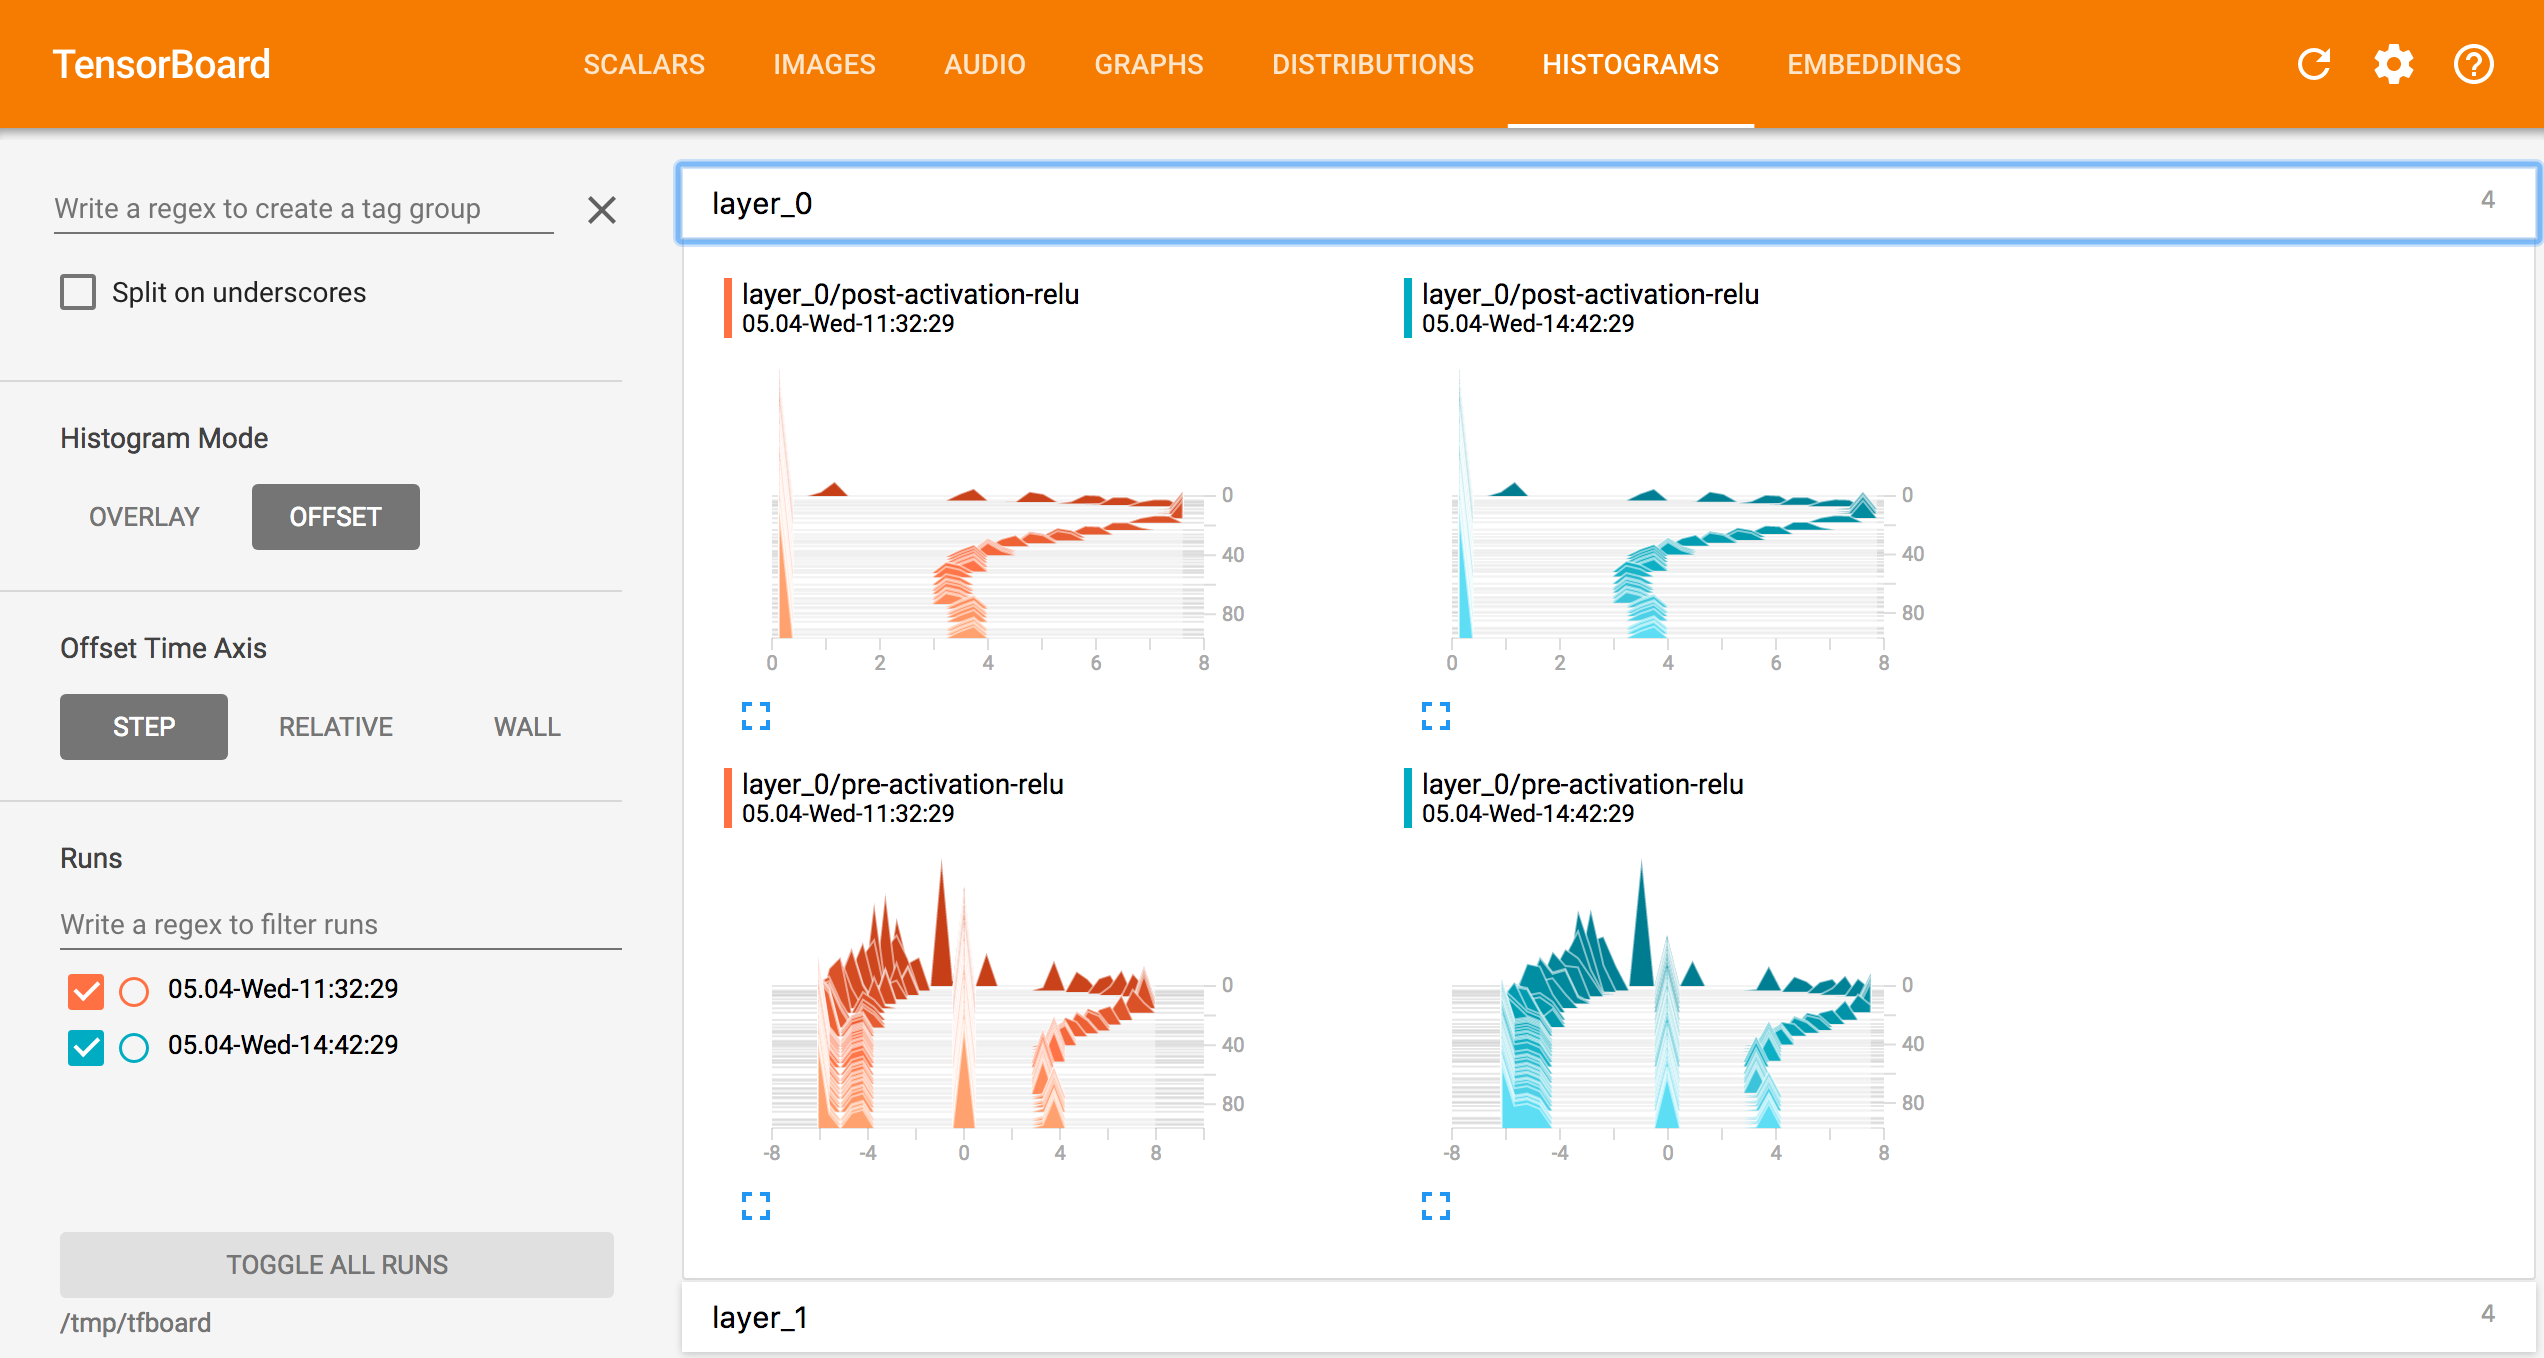 TensorBoard
SCALARS IMAGES AUDIO GRAPHS DISTRIBUTIONS HISTOGRAMS EMBEDDINGS
Write a regex to create a tag group
Split on underscores
Histogram Mode
OVERLAY OFFSET
Offset Time Axis
STEP RELATIVE WALL
Runs
Write a regex to filter runs
05.04-Wed-11:32:29
05.04-Wed-14:42:29
TOGGLE ALL RUNS
/tmp/tfboard
layer_0 4
layer_0/post-activation-relu
05.04-Wed-11:32:29
0
40
80
0 2 4 6 8
layer_0/post-activation-relu
05.04-Wed-14:42:29
0
40
80
0 2 4 6 8
layer_0/pre-activation-relu
05.04-Wed-11:32:29
0
40
80
-8 -4 0 4 8
layer_0/pre-activation-relu
05.04-Wed-14:42:29
0
40
80
-8 -4 0 4 8
layer_1 4